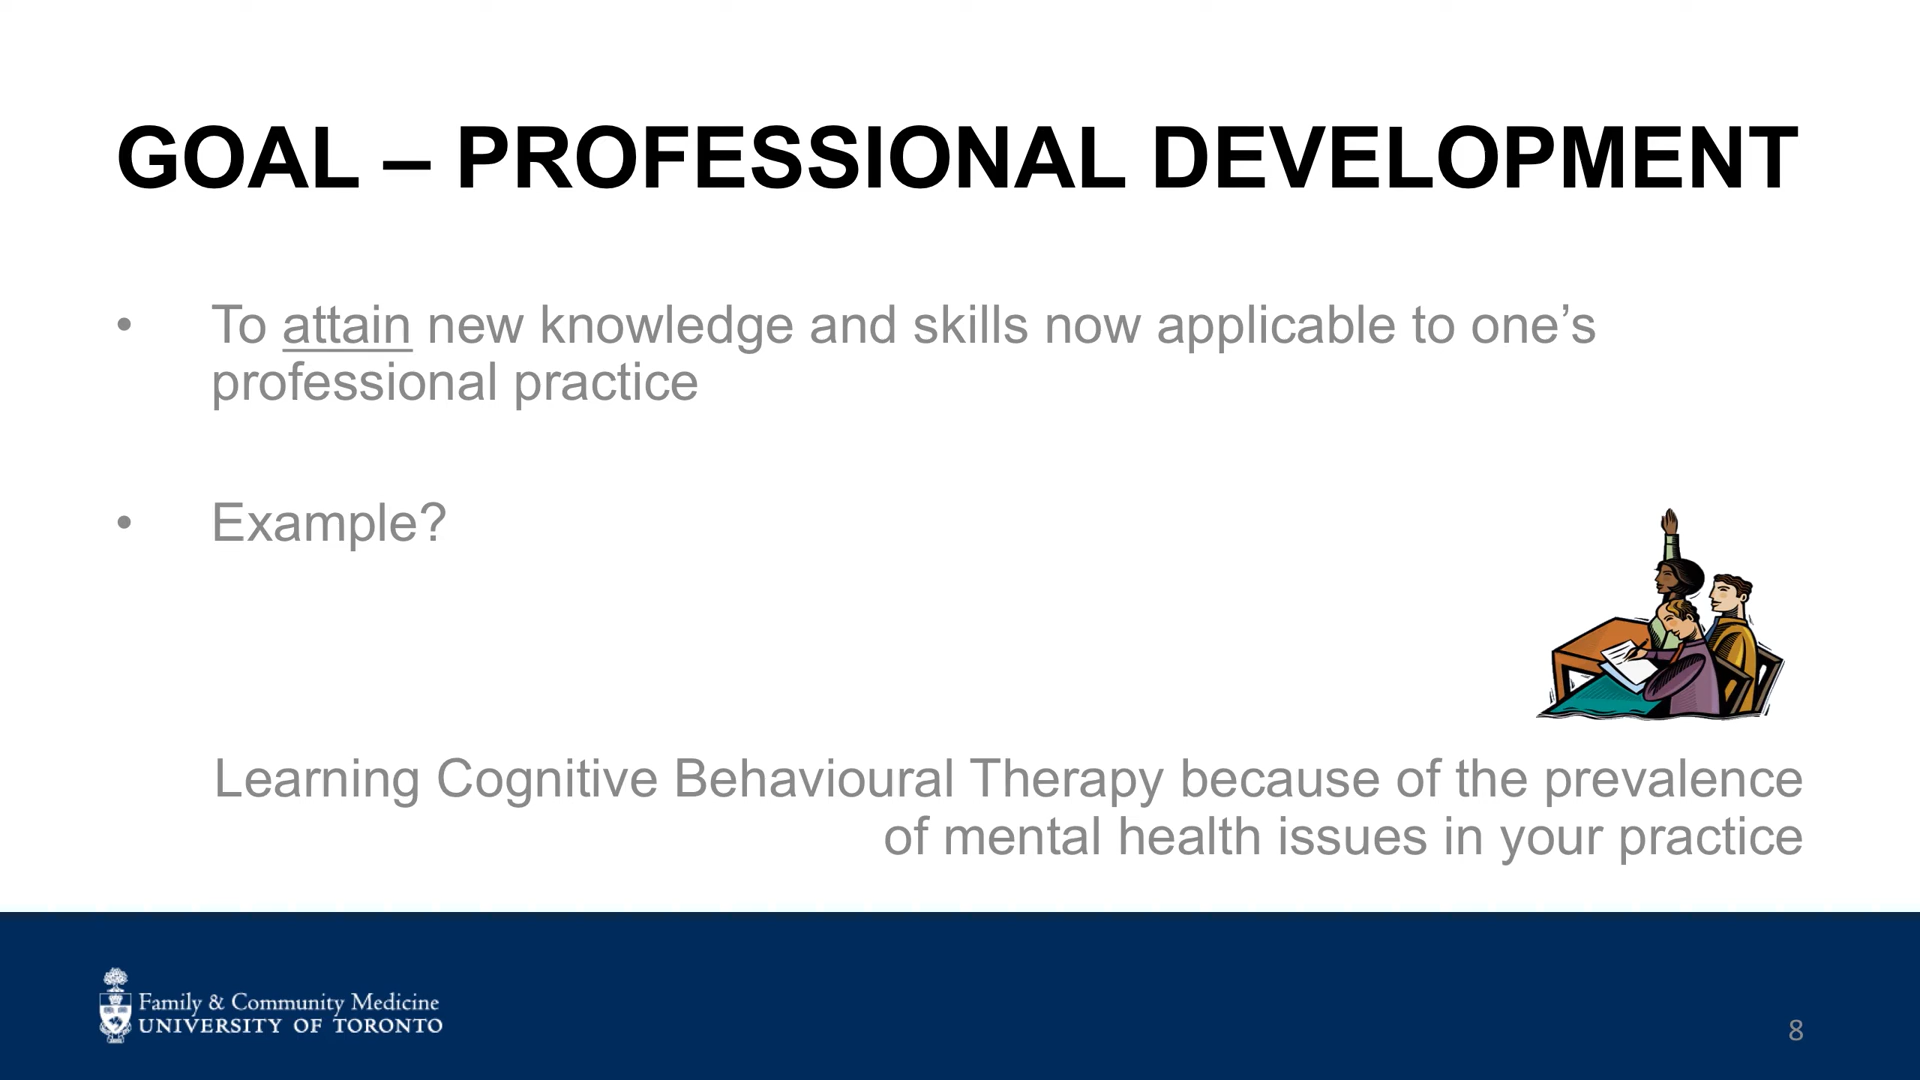 GOAL – PROFESSIONAL DEVELOPMENT
• To attain new knowledge and skills now applicable to one’s
professional practice
• Example?
Learning Cognitive Behavioural Therapy because of the prevalence
of mental health issues in your practice
Family & Community Medicine
UNIVERSITY OF TORONTO
8